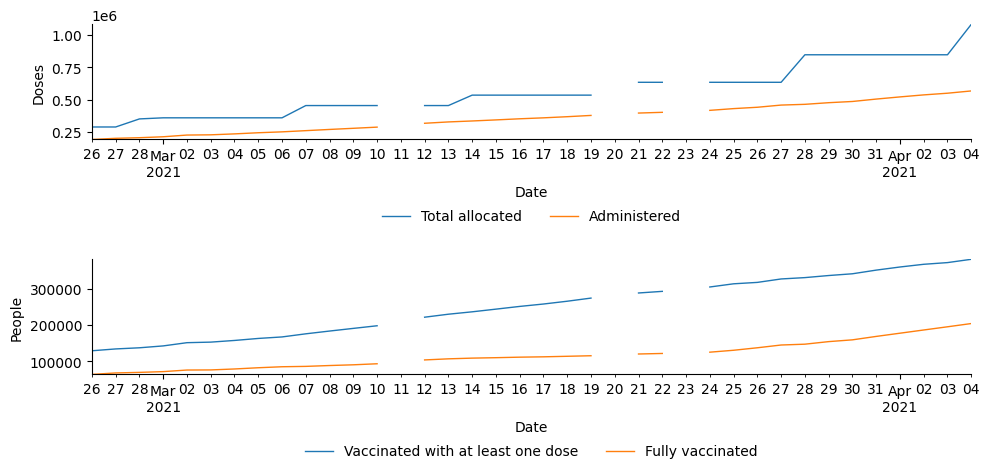 1e6
1.00
0.75
0.50
0.25
Doses
26 27 28 Mar 02 03 04 05 06 07 08 09 10 11 12 13 14 15 16 17 18 19 20 21 22 23 24 25 26 27 28 29 30 31 Apr 02 03 04
2021 2021
Date
Total allocated Administered
300000
200000
100000
People
26 27 28 Mar 02 03 04 05 06 07 08 09 10 11 12 13 14 15 16 17 18 19 20 21 22 23 24 25 26 27 28 29 30 31 Apr 02 03 04
2021 2021
Date
Vaccinated with at least one dose Fully vaccinated